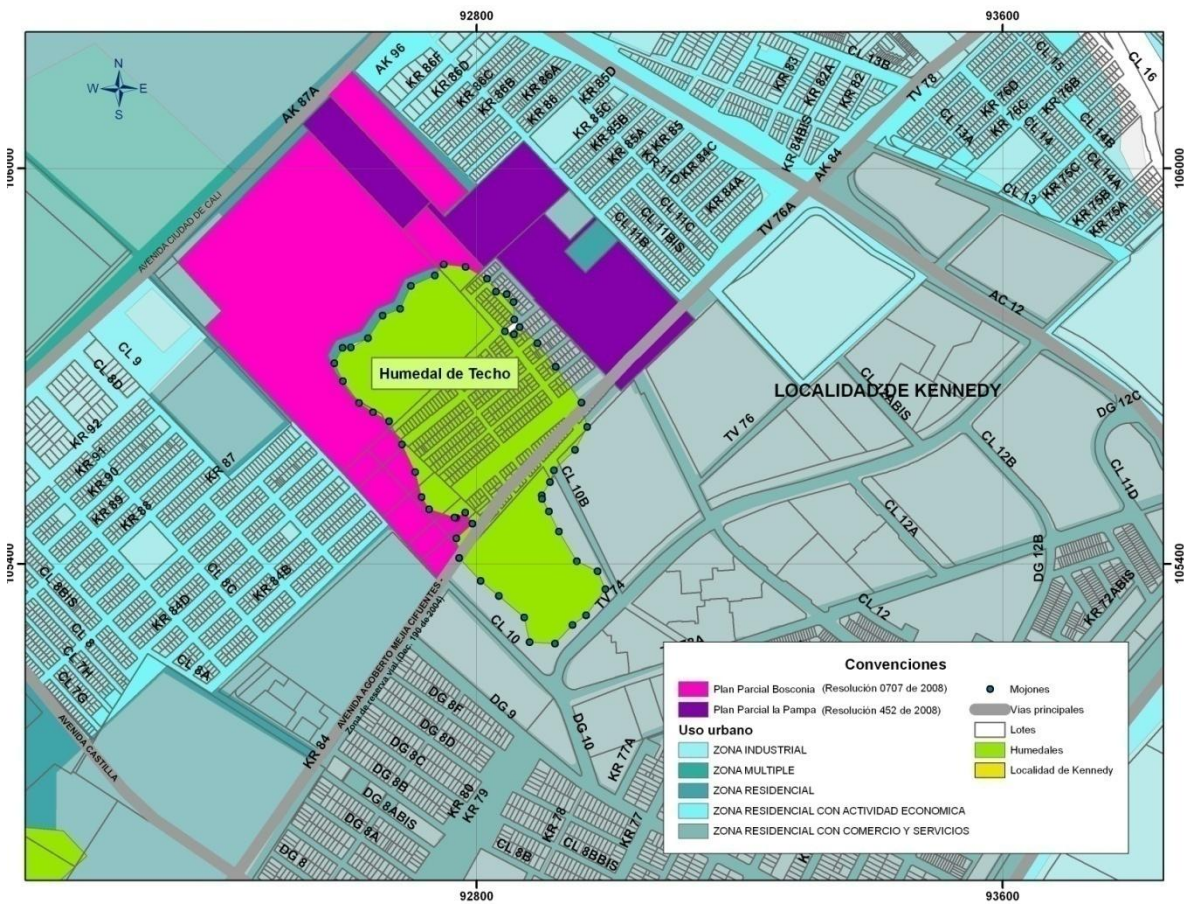 92800
93600
N
W
E
S
AK 96
AK 87A
AVENIDA CIUDAD DE CALI
KR 86F
KR 86D
KR 86C
KR 86B
KR 86A
KR 86
KR 85D
KR 85C
KR 85B
KR 85A
KR 85
KR 84C
KR 84A
CL 11B
CL 11BIS
CL 11C
CL 13B
KR 83
KR 82A
KR 82
KR 84BIS
AK 84
TV 78
TV 76A
CL 15
CL 16
KR 76D
KR 76C
KR 76B
CL 13A
CL 14
CL 14B
CL 14A
KR 75C
KR 75B
KR 75A
CL 13
106000
106000
AC 12
Humedal de Techo
LOCALIDAD DE KENNEDY
TV 76
DG 12C
CL 12B
CL 11D
CL 12A
DG 12B
CL 12
KR 72ABIS
CL 10B
TV 74
CL 9
CL 8D
KR 92
KR 91
KR 90
KR 89
KR 88
KR 87
CL 8C
KR 84B
KR 84D
CL 8BIS
CL 8
CL 7H
CL 7G
CL 8A
105400
105400
AVENIDA CASTILLA
KR 84
AVENIDA AGOBERTO MEJIA CIFUENTES -
Zona de reserva vial (Dec. 190 de 2004)
CL 10
DG 9
DG 10
DG 8F
DG 8D
DG 8C
DG 8B
DG 8ABIS
DG 8A
DG 8
KR 80
KR 79
KR 78
KR 77A
KR 77
CL 8B
CL 8BBIS
Convenciones
Plan Parcial Bosconia (Resolución 0707 de 2008)
Plan Parcial la Pampa (Resolución 452 de 2008)
Uso urbano
ZONA INDUSTRIAL
ZONA MULTIPLE
ZONA RESIDENCIAL
ZONA RESIDENCIAL CON ACTIVIDAD ECONOMICA
ZONA RESIDENCIAL CON COMERCIO Y SERVICIOS
Mojones
Vias principales
Lotes
Humedales
Localidad de Kennedy
92800
93600